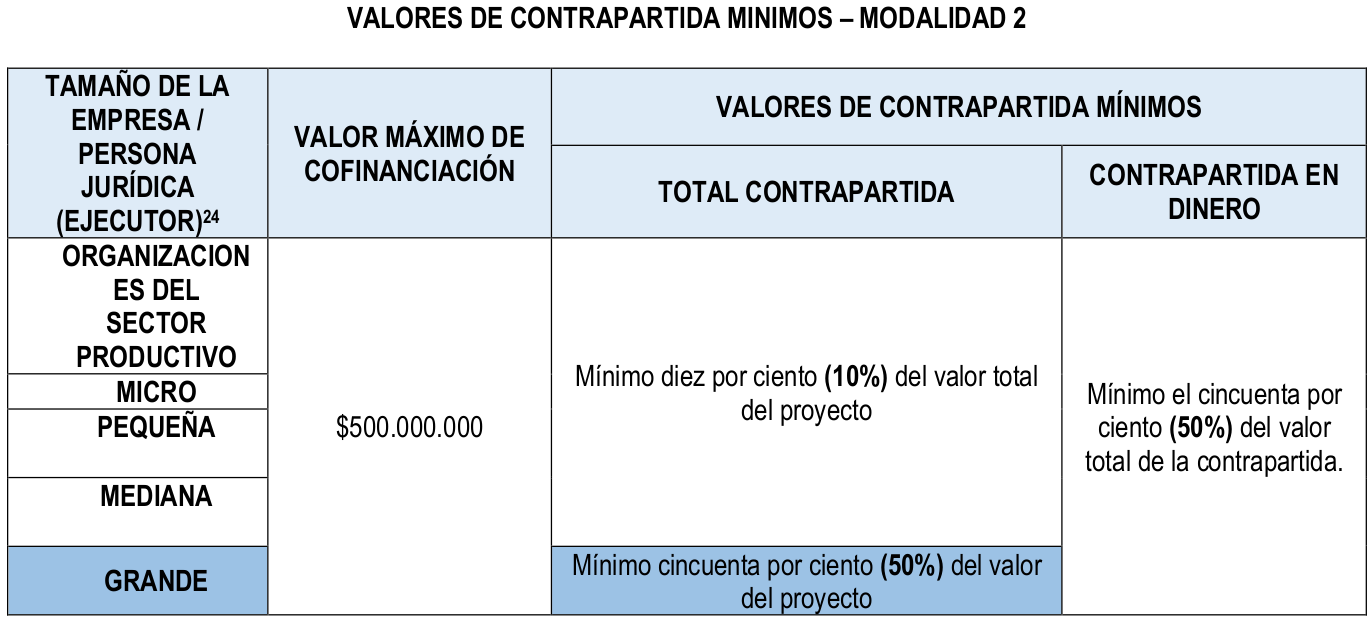 VALORES DE CONTRAPARTIDA MINIMOS – MODALIDAD 2
TAMAÑO DE LA
EMPRESA /
PERSONA
JURÍDICA
(EJECUTOR)24
VALOR MÁXIMO DE
COFINANCIACIÓN
VALORES DE CONTRAPARTIDA MÍNIMOS
TOTAL CONTRAPARTIDA
CONTRAPARTIDA EN
DINERO
ORGANIZACION
ES DEL
SECTOR
PRODUCTIVO
MICRO
PEQUEÑA
MEDIANA
GRANDE
$500.000.000
Mínimo diez por ciento (10%) del valor total
del proyecto
Mínimo cincuenta por ciento (50%) del valor
del proyecto
Mínimo el cincuenta por
ciento (50%) del valor
total de la contrapartida.